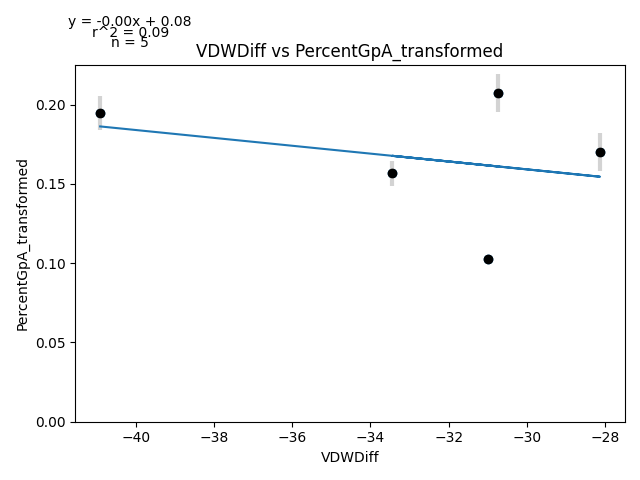 y = -0.00x + 0.08
r^2 = 0.09
n = 5
VDWDiff vs PercentGpA_transformed
PercentGpA_transformed
0.20
0.15
0.10
0.05
0.00
−40
−38
−36
−34
−32
−30
−28
VDWDiff